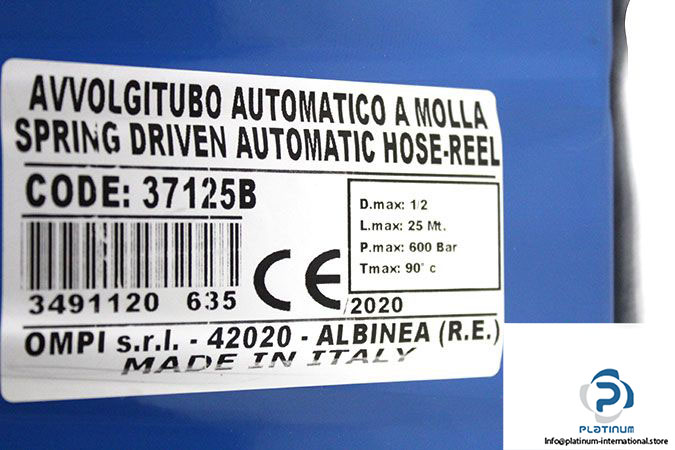 AVVOLGITUBO AUTOMATICO A MOLLA
SPRING DRIVEN AUTOMATIC HOSE-REEL
CODE: 37125B
D.max: 1/2
L.max: 25 Mt.
P.max: 600 Bar
Tmax: 90° c
3491120 635
CE
/2020
OMPI s.r.l. - 42020 - ALBINEA (R.E.)
MADE IN ITALY
PLATINUM
Info@platinum-international.store